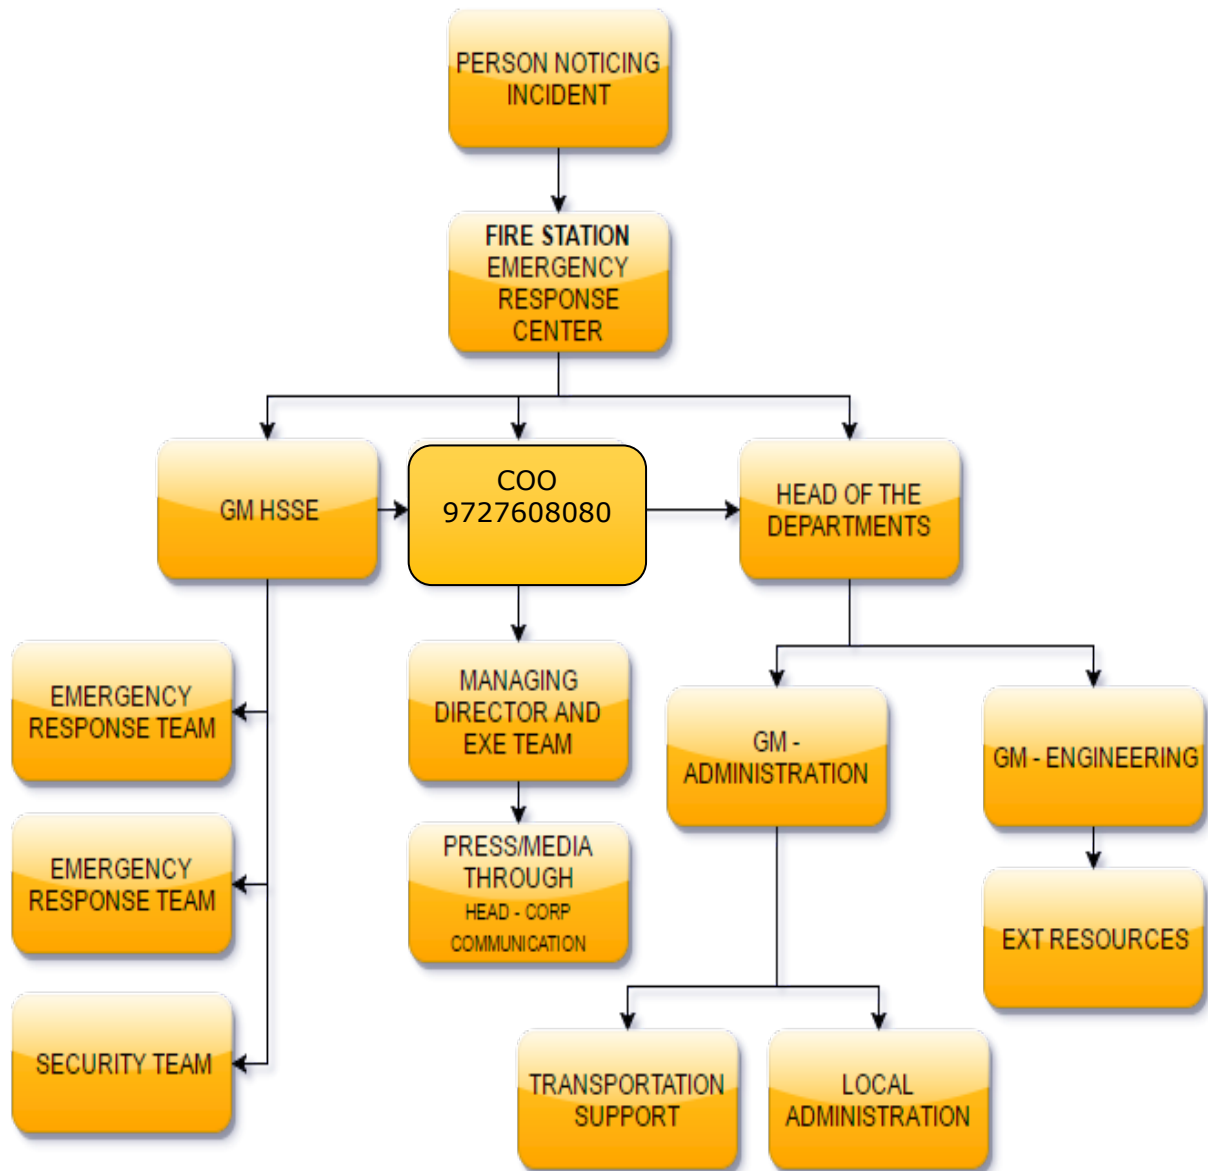 PERSON NOTICING
INCIDENT
FIRE STATION
EMERGENCY
RESPONSE
CENTER
GM HSSE
COO
9727608080
HEAD OF THE
DEPARTMENTS
EMERGENCY
RESPONSE TEAM
MANAGING
DIRECTOR AND
EXE TEAM
GM -
ADMINISTRATION
GM - ENGINEERING
EMERGENCY
RESPONSE TEAM
PRESS/MEDIA
THROUGH
HEAD - CORP
COMMUNICATION
EXT RESOURCES
SECURITY TEAM
TRANSPORTATION
SUPPORT
LOCAL
ADMINISTRATION